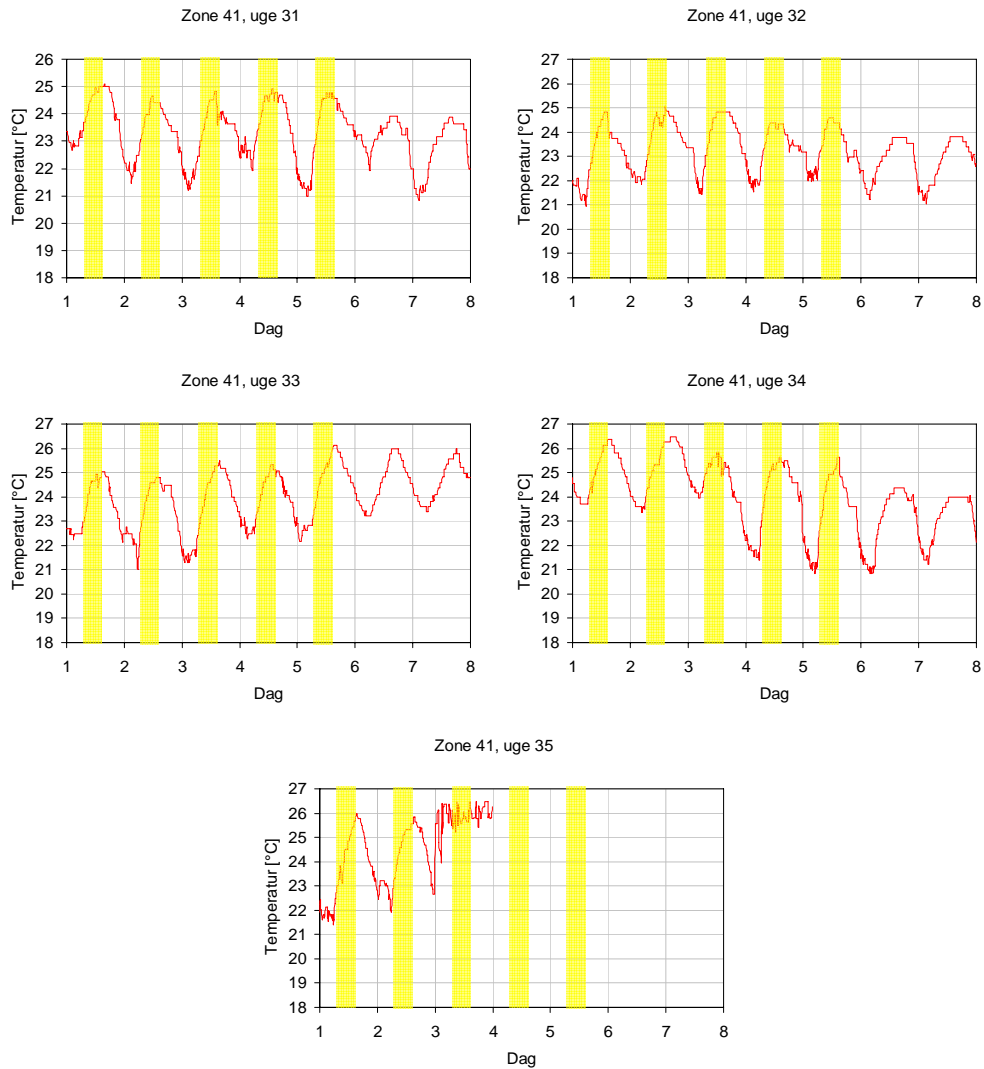 Zone 41, uge 31
Temperatur [°C]
26
25
24
23
22
21
20
19
18
1 2 3 4 5 6 7 8
Dag
Zone 41, uge 32
Temperatur [°C]
27
26
25
24
23
22
21
20
19
18
1 2 3 4 5 6 7 8
Dag
Zone 41, uge 33
Temperatur [°C]
27
26
25
24
23
22
21
20
19
18
1 2 3 4 5 6 7 8
Dag
Zone 41, uge 34
Temperatur [°C]
27
26
25
24
23
22
21
20
19
18
1 2 3 4 5 6 7 8
Dag
Zone 41, uge 35
Temperatur [°C]
27
26
25
24
23
22
21
20
19
18
1 2 3 4 5 6 7 8
Dag